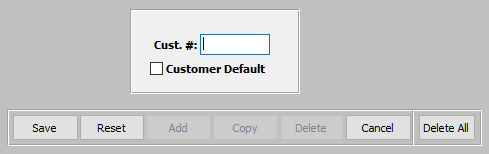 Cust. #:
Customer Default
Save Reset Add Copy Delete Cancel Delete All